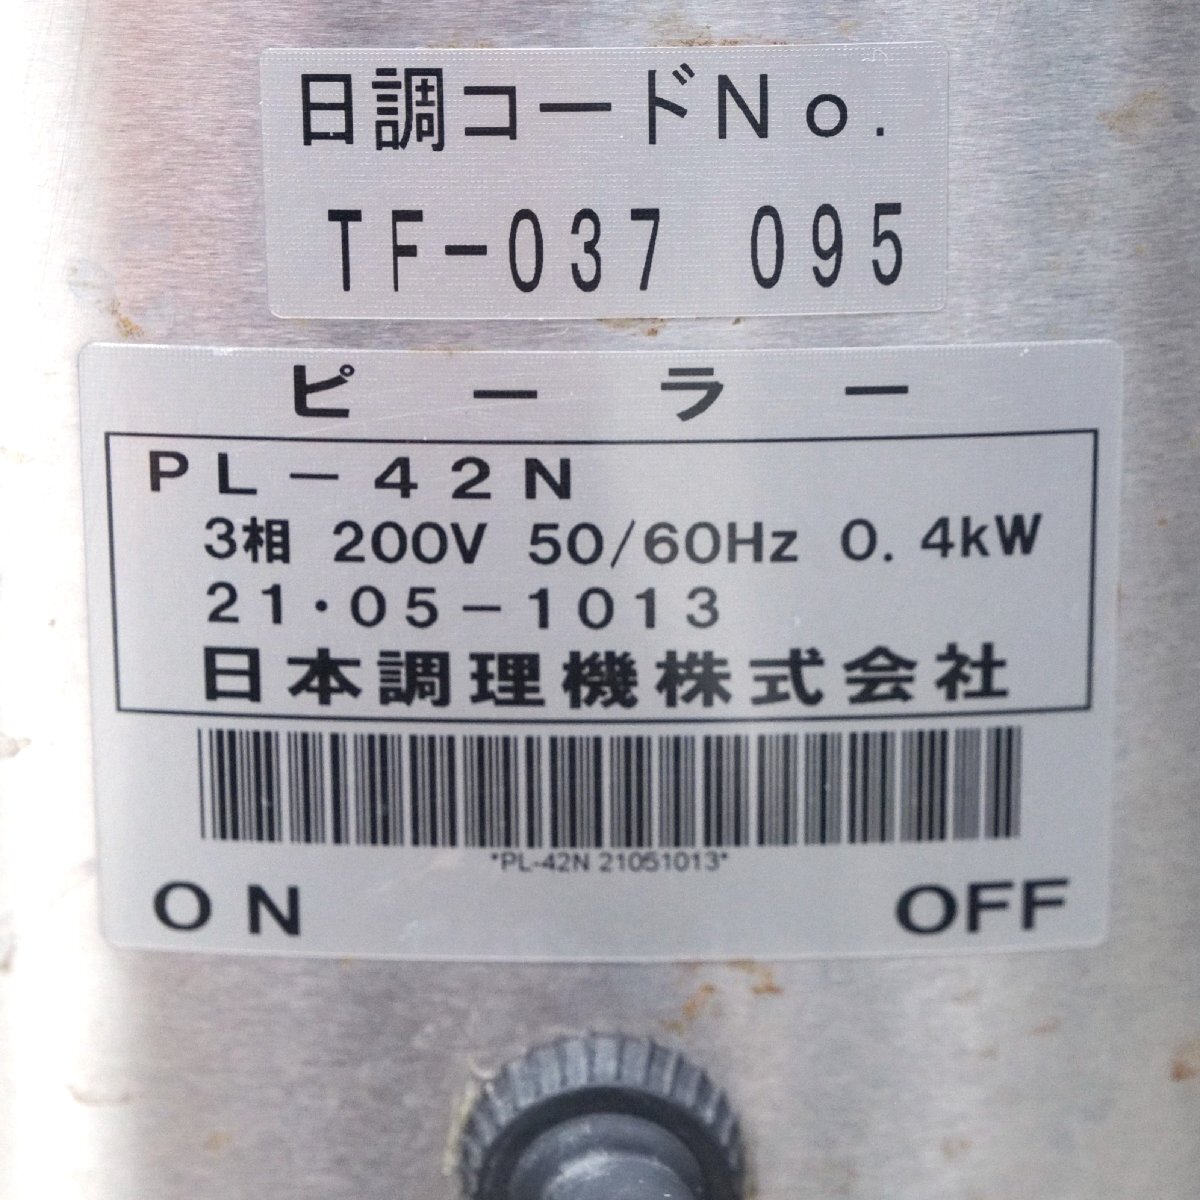 日調コードNo.
TF-037 095
ピーラー
PL-42N
3相 200V 50/60Hz 0.4kW
21・05-1013
日本調理機株式会社
*PL-42N 21051013*
ON OFF